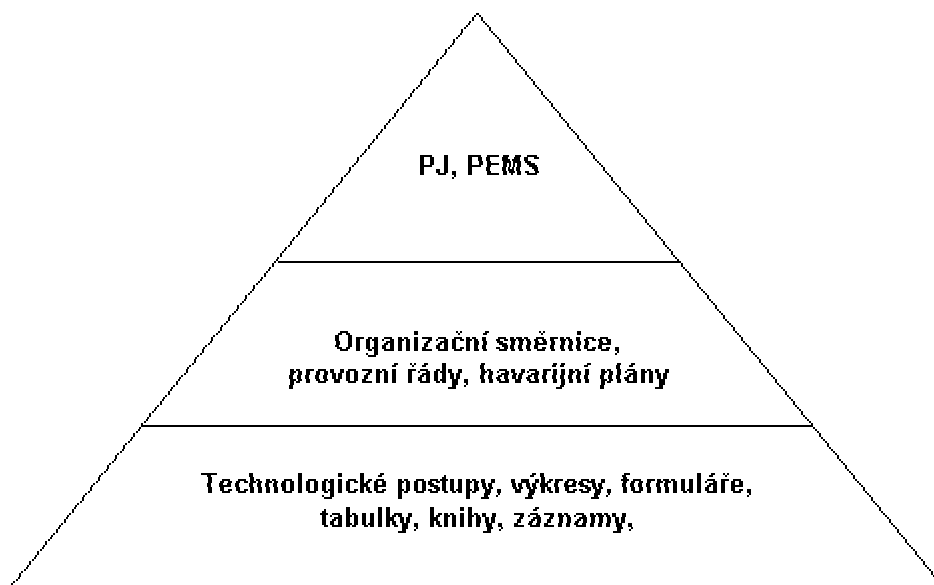 PJ, PEMS
Organizační směrnice,
provozní řády, havarijní plány
Technologické postupy, výkresy, formuláře,
tabulky, knihy, záznamy,